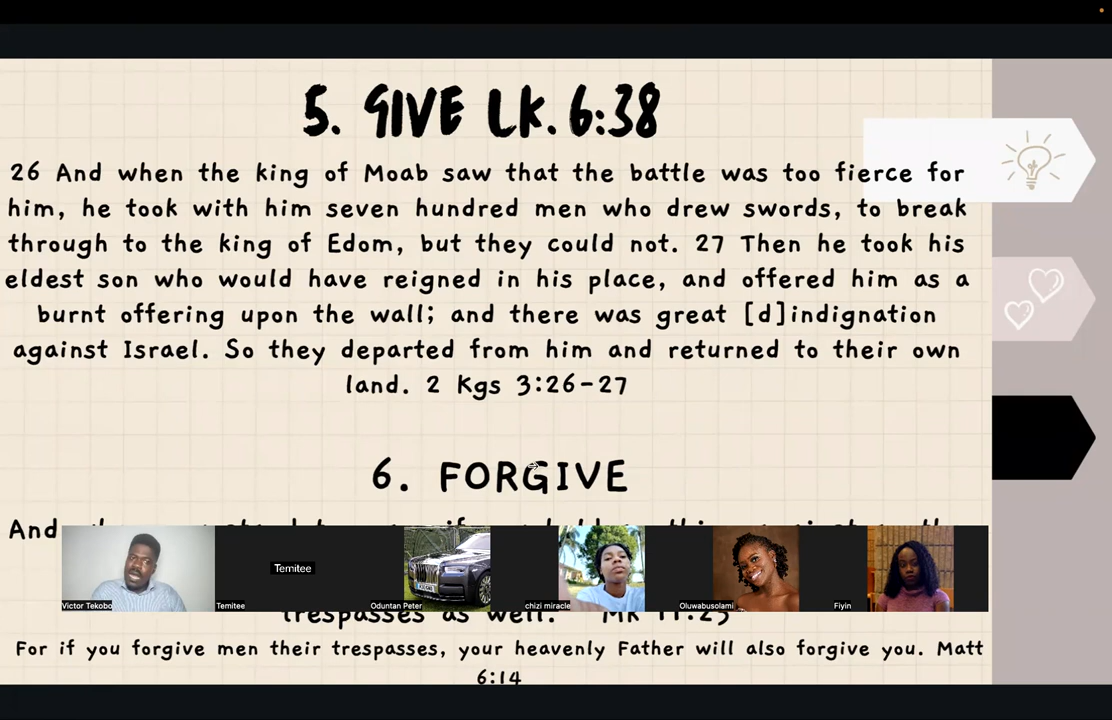 5. GIVE LK. 6:38
26 And when the king of Moab saw that the battle was too fierce for
him, he took with him seven hundred men who drew swords, to break
through to the king of Edom, but they could not. 27 Then he took his
eldest son who would have reigned in his place, and offered him as a
burnt offering upon the wall; and there was great [d]indignation
against Israel. So they departed from him and returned to their own
land. 2 Kgs 3:26-27
6. FORGIVE
And
Temitee
Victor Tekobo
Temitee
Oduntan Peter
chizi miracle
Oluwabusolami
Fiyin
trespasses as well." Mk 11:25
For if you forgive men their trespasses, your heavenly Father will also forgive you. Matt
6:14